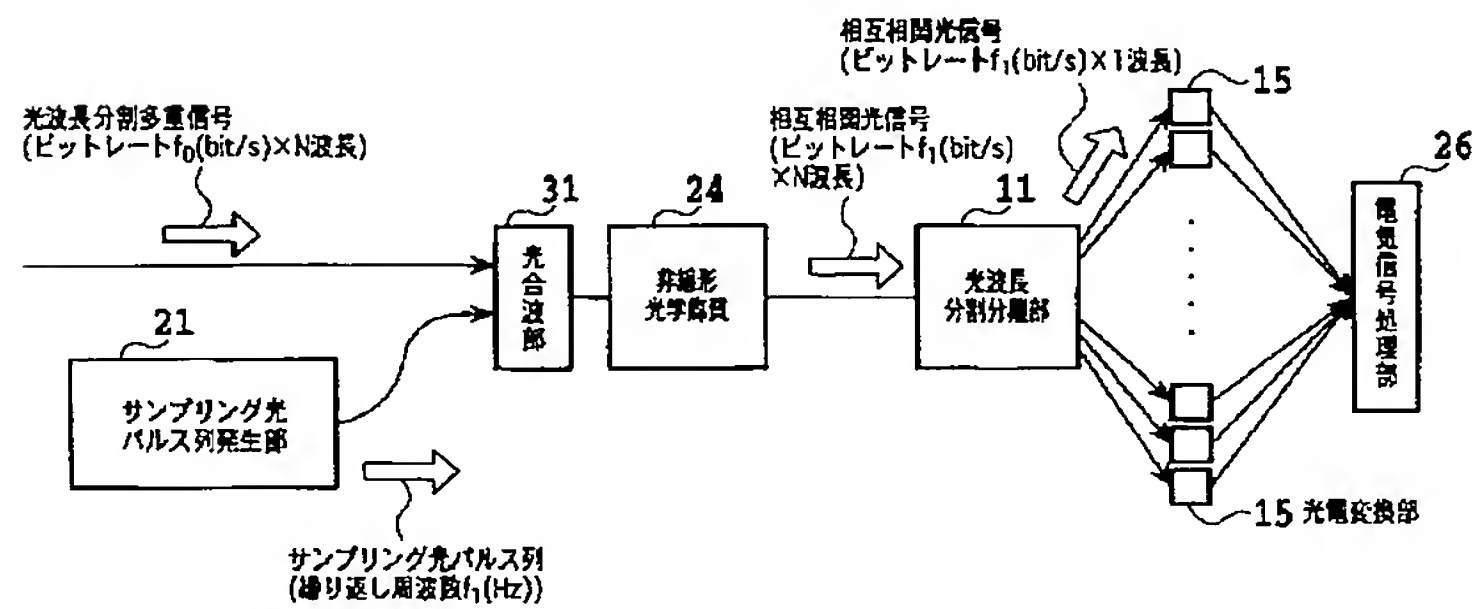 相互相関光信号
(ビットレートf₁(bit/s)×1波長)
15
光波長分割多重信号
(ビットレートf₀(bit/s)×N波長)
相互相関光信号
(ビットレートf₁(bit/s)
×N波長)
26
31
24
11
光合波部
非線形
光学媒質
光波長
分割分離部
電気信号処理部
21
サンプリング光
パルス列発生部
15 光電変換部
サンプリング光パルス列
(繰り返し周波数f₁(Hz))